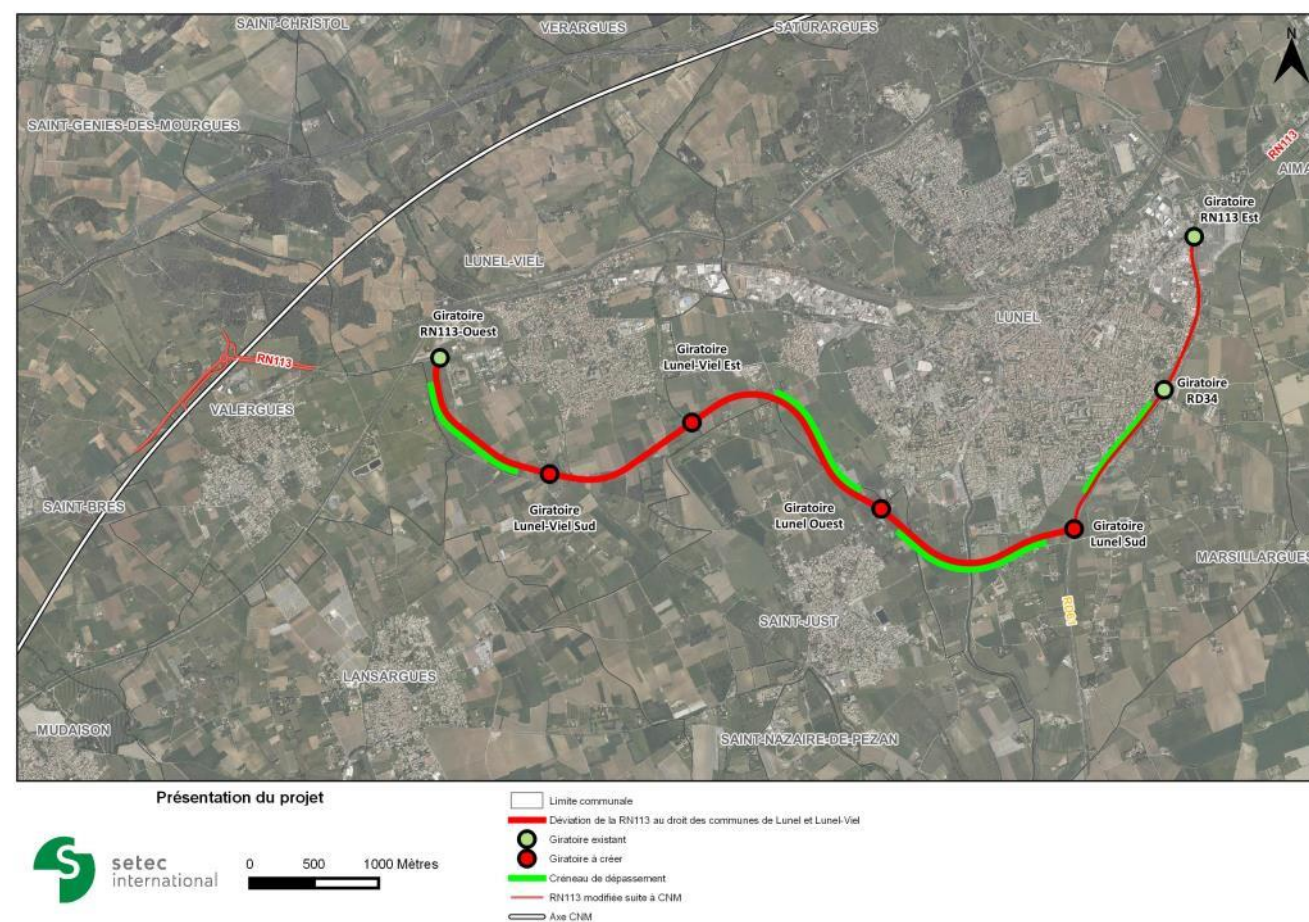 SAINT-CHRISTOL
VERARGUES
SATURARGUES
N
SAINT-GENIES-DES-MOURGUES
RN113
Giratoire
RN113 Est
LUNEL-VIEL
Giratoire
RN113-Ouest
LUNEL
Giratoire
Lunel-Viel Est
RN113
Giratoire
RD34
VALERGUES
SAINT-BRES
Giratoire
Lunel-Viel Sud
Giratoire
Lunel Ouest
Giratoire
Lunel Sud
MARSILLARGUES
RD61
SAINT-JUST
LANSARGUES
MUDAISON
SAINT-NAZAIRE-DE-PEZAN
Présentation du projet
setec
international
0 500 1000 Mètres
Limite communale
Déviation de la RN113 au droit des communes de Lunel et Lunel-Viel
Giratoire existant
Giratoire à créer
Créneau de dépassement
RN113 modifiée suite à CNM
Axe CNM